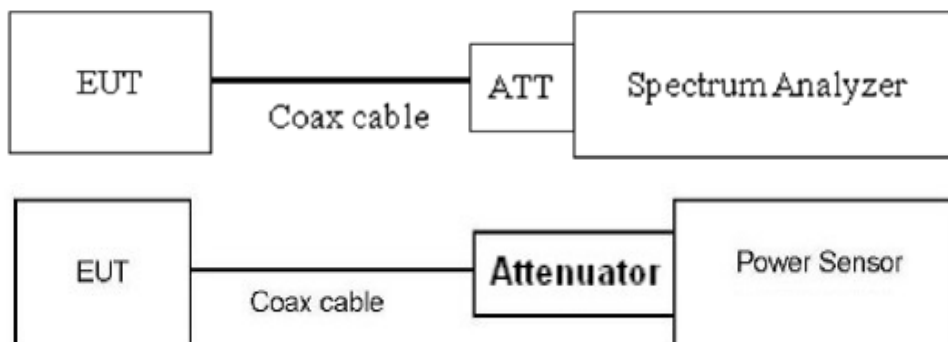 EUT
Coax cable
ATT
Spectrum Analyzer
EUT
Coax cable
Attenuator
Power Sensor